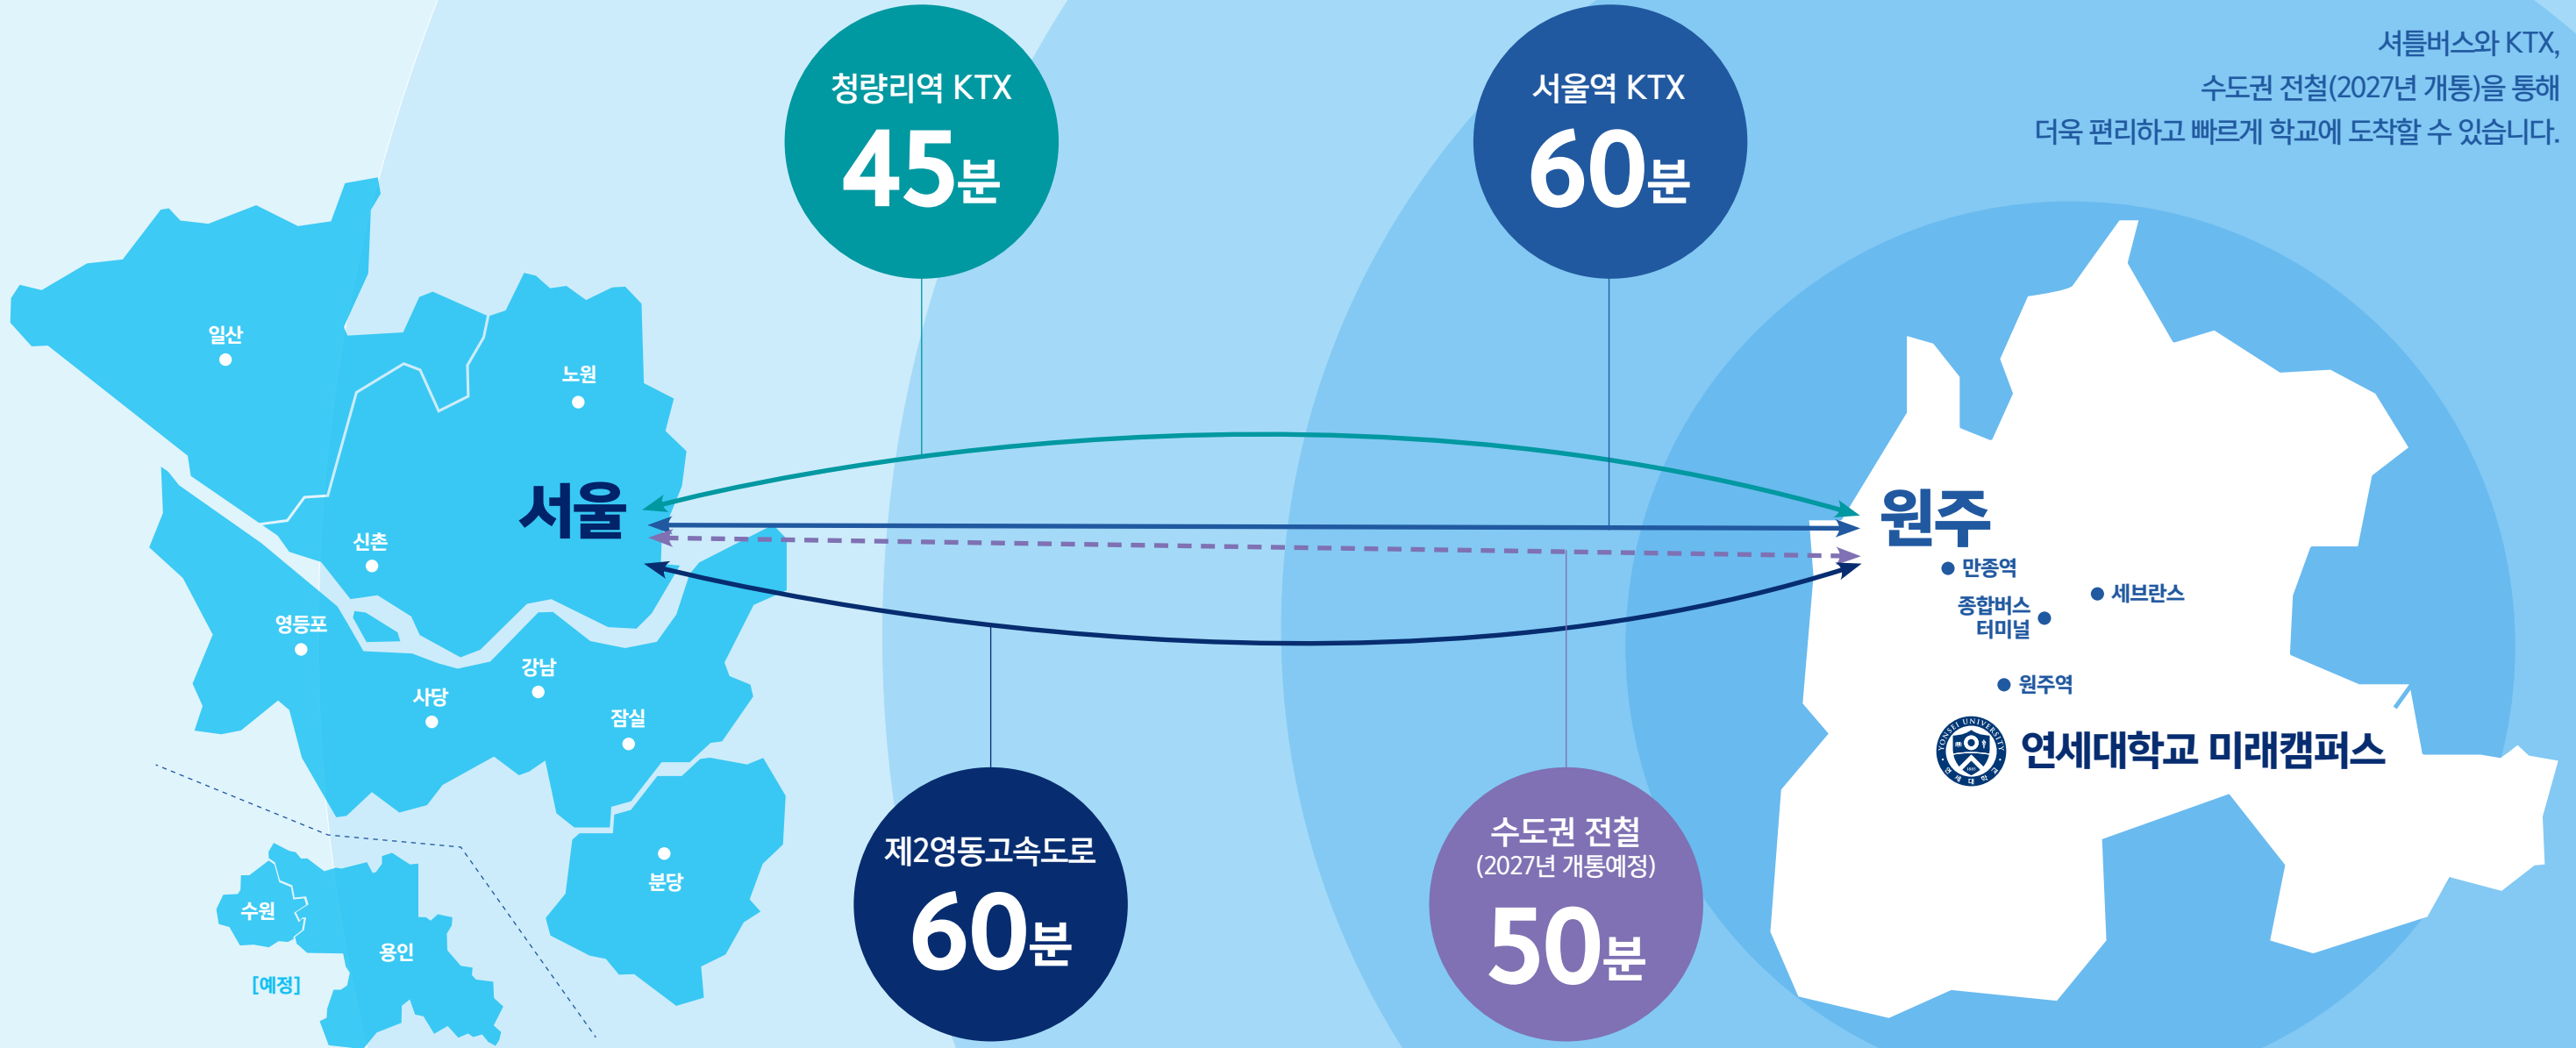 셔틀버스와 KTX,
수도권 전철(2027년 개통)을 통해
더욱 편리하고 빠르게 학교에 도착할 수 있습니다.
청량리역 KTX
45분
서울역 KTX
60분
일산
노원
서울
신촌
영등포
강남
사당
잠실
분당
수원
용인
[예정]
원주
만종역
세브란스
종합버스
터미널
원주역
YONSEI UNIVERSITY
연세대학교
연세대학교 미래캠퍼스
제2영동고속도로
60분
수도권 전철
(2027년 개통예정)
50분